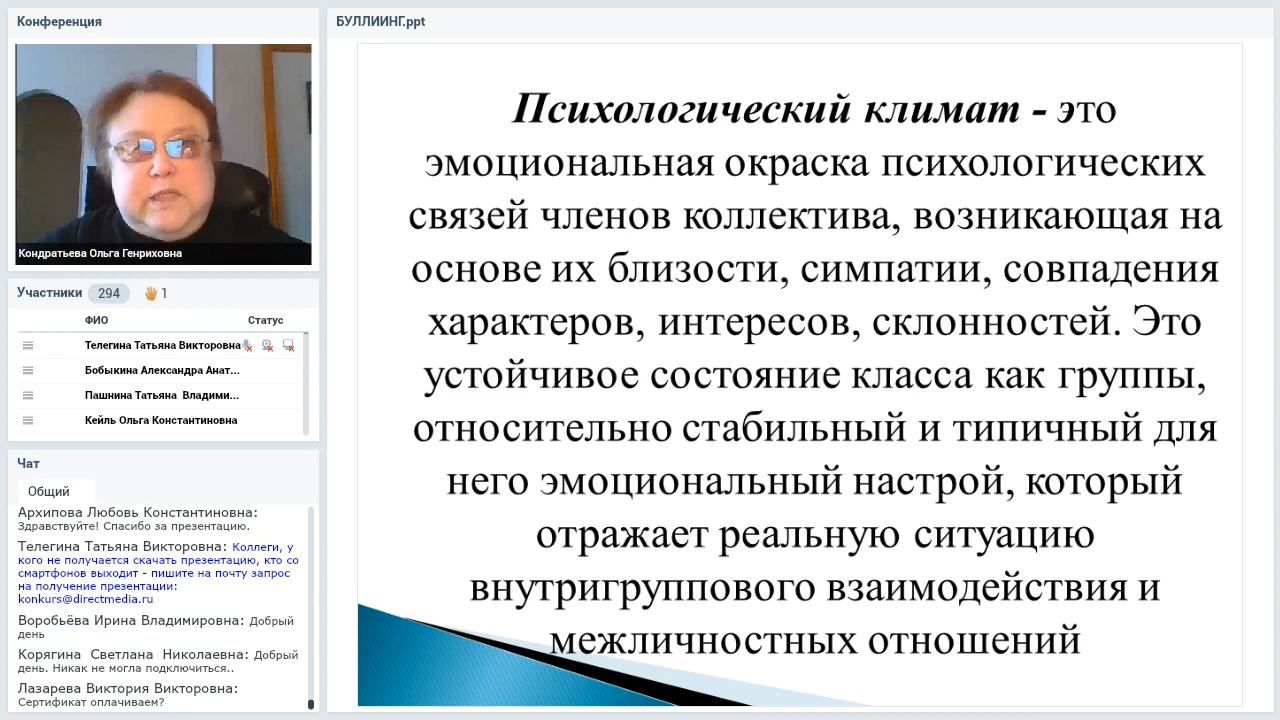 Конференция
Кондратьева Ольга Генриховна
Участники 294 1
ФИО Статус
Телегина Татьяна Викторовна
Бобыкина Александра Анат...
Пашнина Татьяна Владими...
Кейль Ольга Константиновна
Чат
Общий
Архипова Любовь Константиновна:
Здравствуйте! Спасибо за презентацию.
Телегина Татьяна Викторовна: Коллеги, у
кого не получается скачать презентацию, кто со
смартфонов выходит - пишите на почту запрос
на получение презентации:
konkurs@directmedia.ru
Воробьёва Ирина Владимировна: Добрый
день
Корягина Светлана Николаевна: Добрый
день. Никак не могла подключиться..
Лазарева Виктория Викторовна:
Сертификат оплачиваем?
БУЛЛИИНГ.ppt
Психологический климат - это
эмоциональная окраска психологических
связей членов коллектива, возникающая на
основе их близости, симпатии, совпадения
характеров, интересов, склонностей. Это
устойчивое состояние класса как группы,
относительно стабильный и типичный для
него эмоциональный настрой, который
отражает реальную ситуацию
внутригруппового взаимодействия и
межличностных отношений